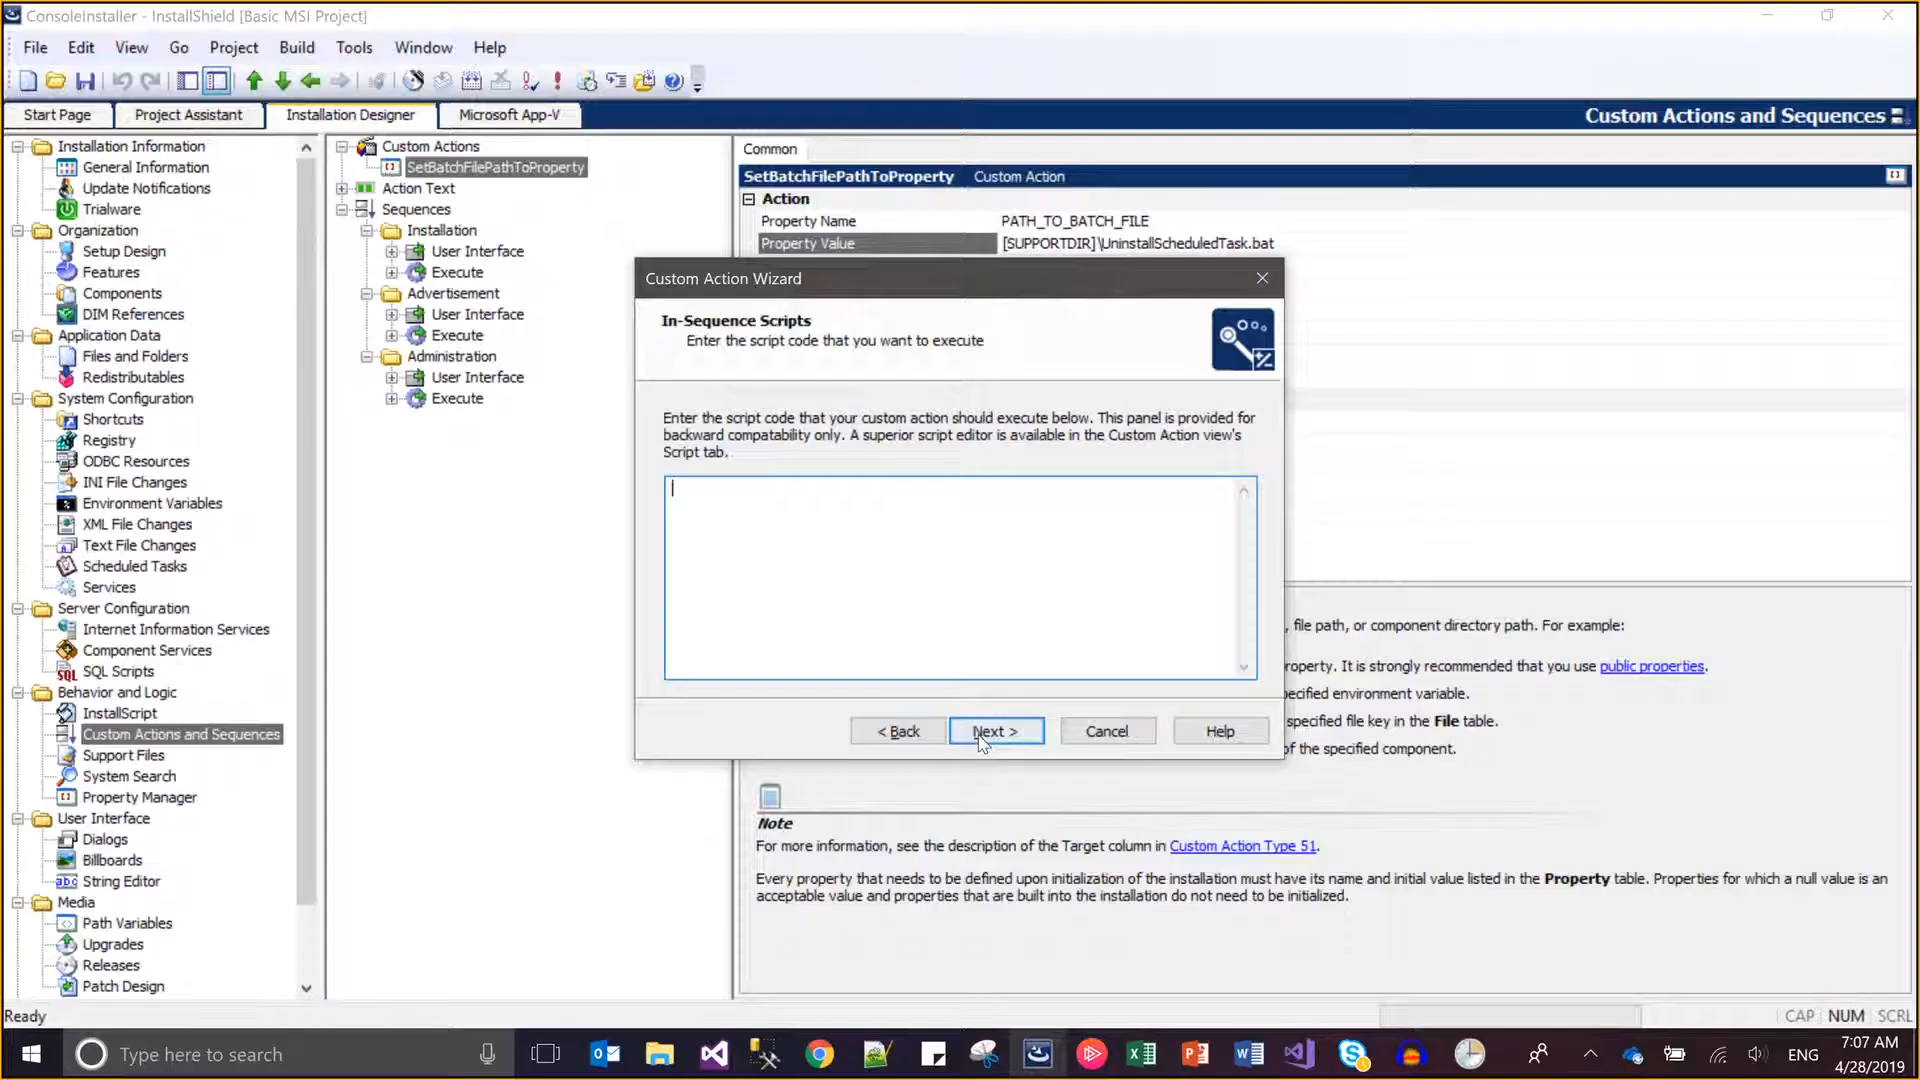 ConsoleInstaller - InstallShield [Basic MSI Project]
File Edit View Go Project Build Tools Window Help
Start Page Project Assistant Installation Designer Microsoft App-V Custom Actions and Sequences
Installation Information
General Information
Update Notifications
Trialware
Organization
Setup Design
Features
Components
DIM References
Application Data
Files and Folders
Redistributables
System Configuration
Shortcuts
Registry
ODBC Resources
INI File Changes
Environment Variables
XML File Changes
Text File Changes
Scheduled Tasks
Services
Server Configuration
Internet Information Services
Component Services
SQL Scripts
Behavior and Logic
InstallScript
Custom Actions and Sequences
Support Files
System Search
Property Manager
User Interface
Dialogs
Billboards
String Editor
Media
Path Variables
Upgrades
Releases
Patch Design
Custom Actions
SetBatchFilePathToProperty
Action Text
Sequences
Installation
User Interface
Execute
Advertisement
User Interface
Execute
Administration
User Interface
Execute
Common
SetBatchFilePathToProperty Custom Action
Action
Property Name PATH_TO_BATCH_FILE
Property Value [SUPPORTDIR]\UninstallScheduledTask.bat
Custom Action Wizard
In-Sequence Scripts
Enter the script code that you want to execute
Enter the script code that your custom action should execute below. This panel is provided for
backward compatability only. A superior script editor is available in the Custom Action view's
Script tab.
< Back Next > Cancel Help
, file path, or component directory path. For example:
roperty. It is strongly recommended that you use public properties.
ecified environment variable.
specified file key in the File table.
of the specified component.
Note
For more information, see the description of the Target column in Custom Action Type 51.
Every property that needs to be defined upon initialization of the installation must have its name and initial value listed in the Property table. Properties for which a null value is an
acceptable value and properties that are built into the installation do not need to be initialized.
Ready CAP NUM SCRL
Type here to search
ENG
7:07 AM
4/28/2019